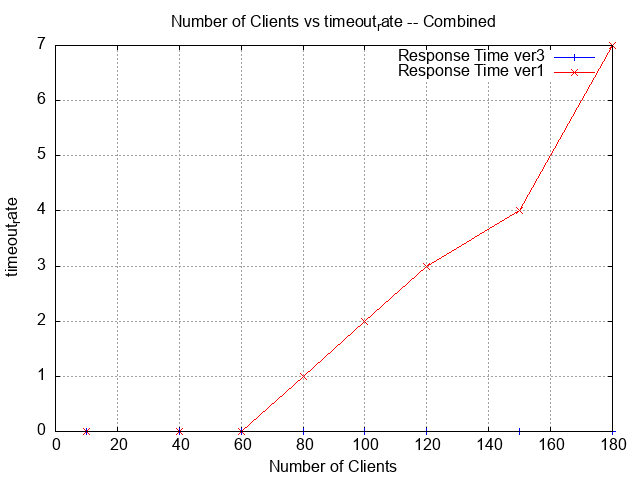 Number of Clients vs timeout_rate -- Combined
Response Time ver3
Response Time ver1
7
6
5
4
3
2
1
0
timeout_rate
0 20 40 60 80 100 120 140 160 180
Number of Clients